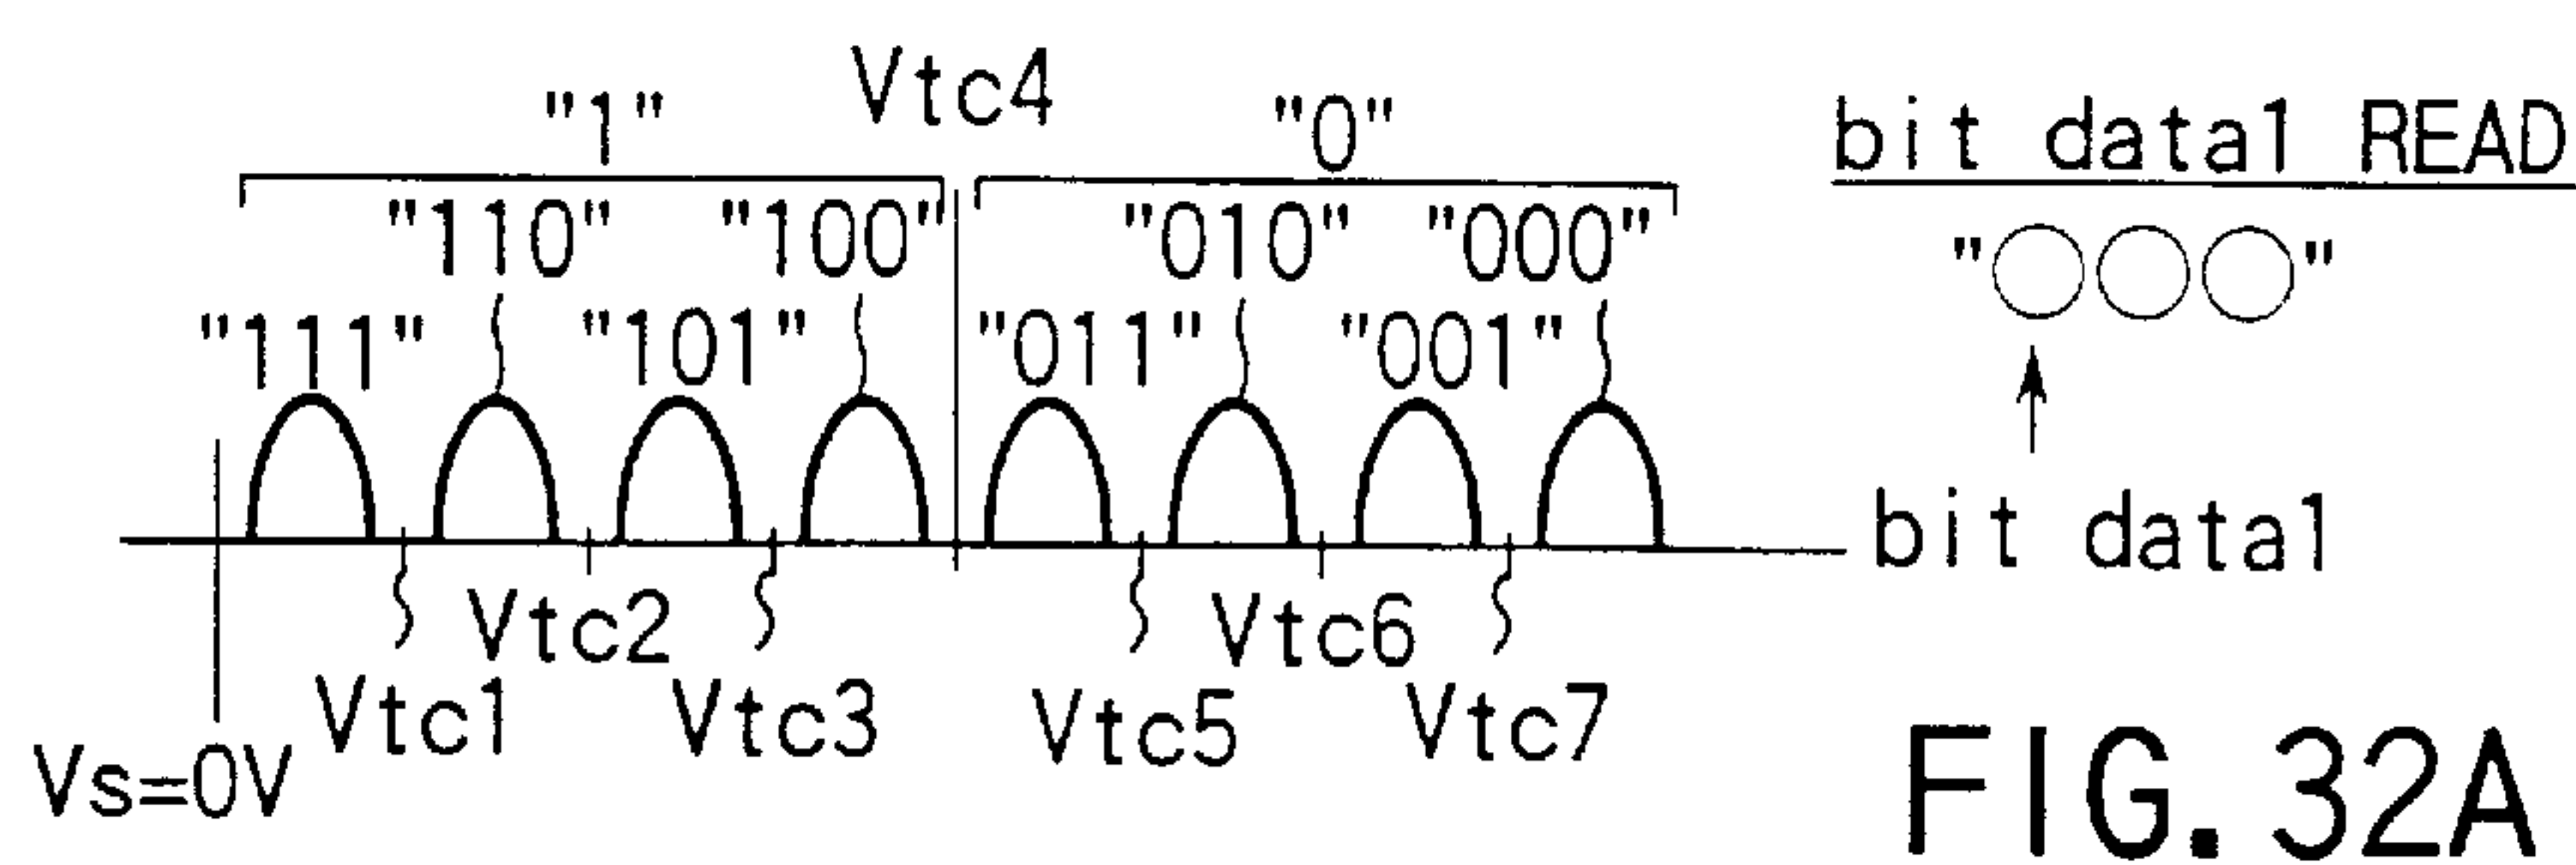 Vtc4
"1" "0" bit data1 READ
"110" "100" "010" "000" "○○○"
"111" "101" "011" "001"
bit data1
Vtc2 Vtc6
Vtc1 Vtc3 Vtc5 Vtc7
Vs=0V
FIG. 32A